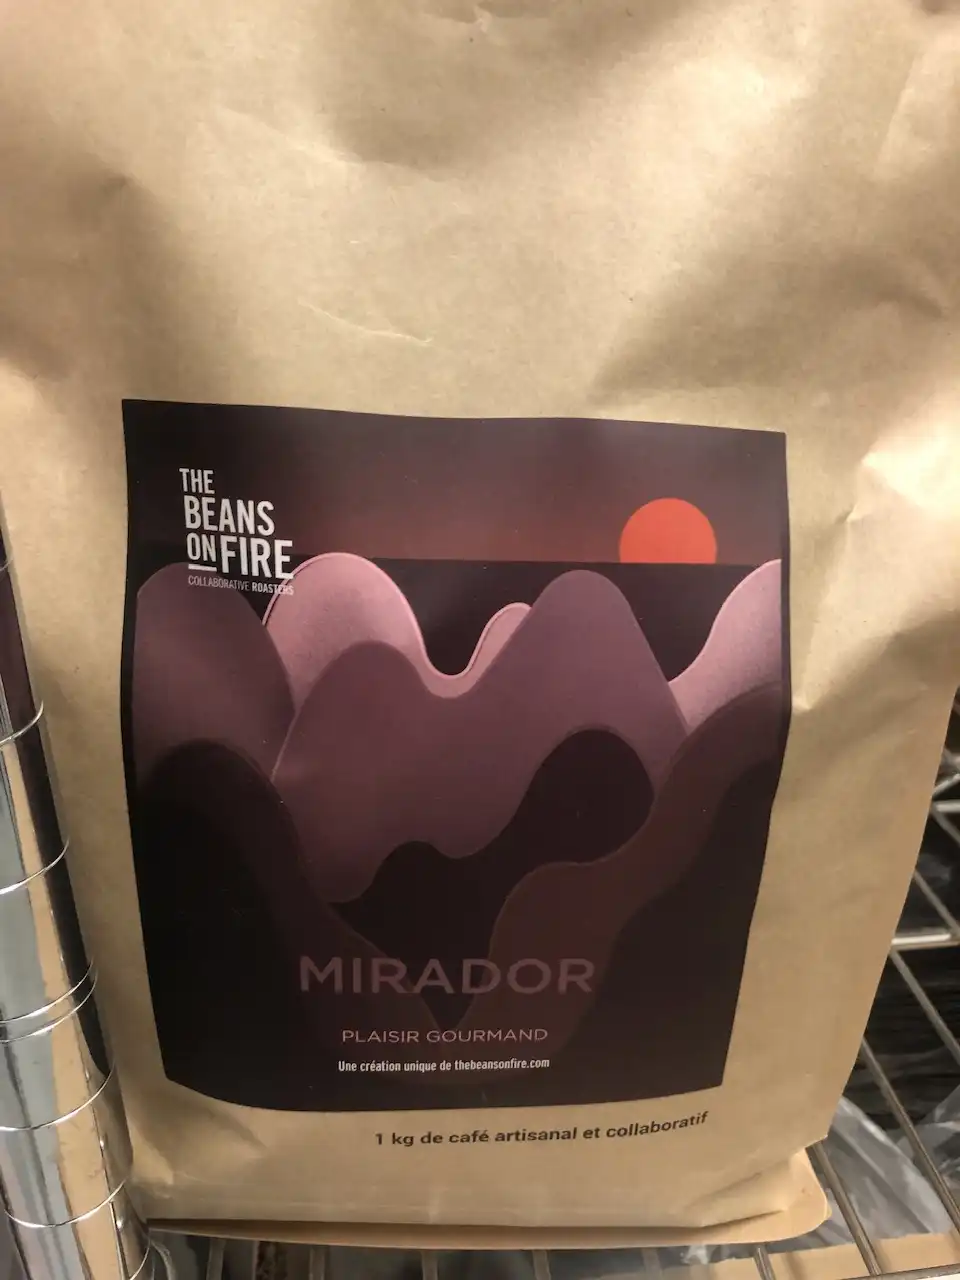 THE
BEANS
ON FIRE
COLLABORATIVE ROASTERS
MIRADOR
PLAISIR GOURMAND
Une création unique de thebeansonfire.com
1 kg de café artisanal et collaboratif